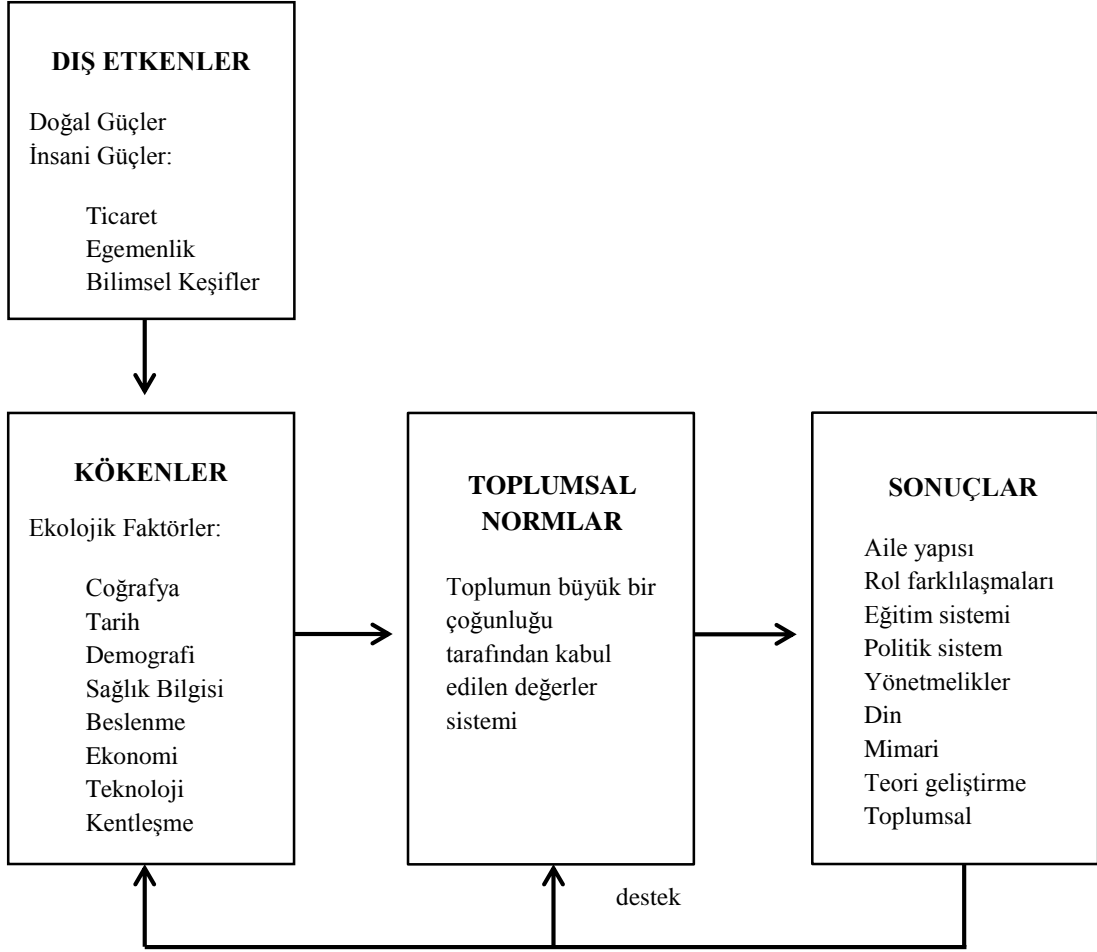 DIŞ ETKENLER
Doğal Güçler
İnsani Güçler:
Ticaret
Egemenlik
Bilimsel Keşifler
KÖKENLER
Ekolojik Faktörler:
Coğrafya
Tarih
Demografi
Sağlık Bilgisi
Beslenme
Ekonomi
Teknoloji
Kentleşme
TOPLUMSAL
NORMLAR
Toplumun büyük bir
çoğunluğu
tarafından kabul
edilen değerler
sistemi
SONUÇLAR
Aile yapısı
Rol farklılaşmaları
Eğitim sistemi
Politik sistem
Yönetmelikler
Din
Mimari
Teori geliştirme
Toplumsal
destek